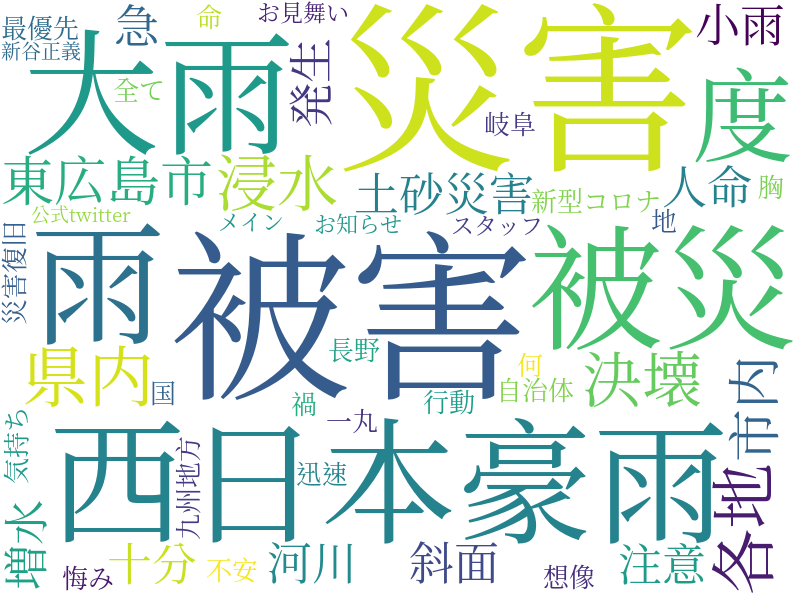 最優先
新谷正義
急
命
お見舞い
発生
災害
小雨
大雨
全て
岐阜
度
東広島市
浸水
土砂災害
新型コロナ
人命
胸
公式twitter
メイン
お知らせ
スタッフ
地
災害復旧
雨
被害
被災
県内
国
長野
何
自治体
決壊
市内
禍
行動
一丸
気持ち
西日本豪雨
九州地方
迅速
各地
増水
悔み
十分
不安
河川
斜面
想像
注意